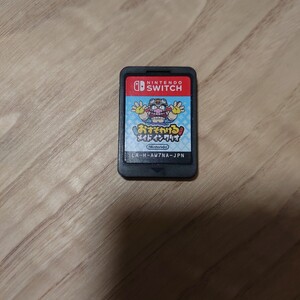 NINTENDO
SWITCH
おすそわける
メイド イン ワリオ
Nintendo
LA-H-AW7NA-JPN